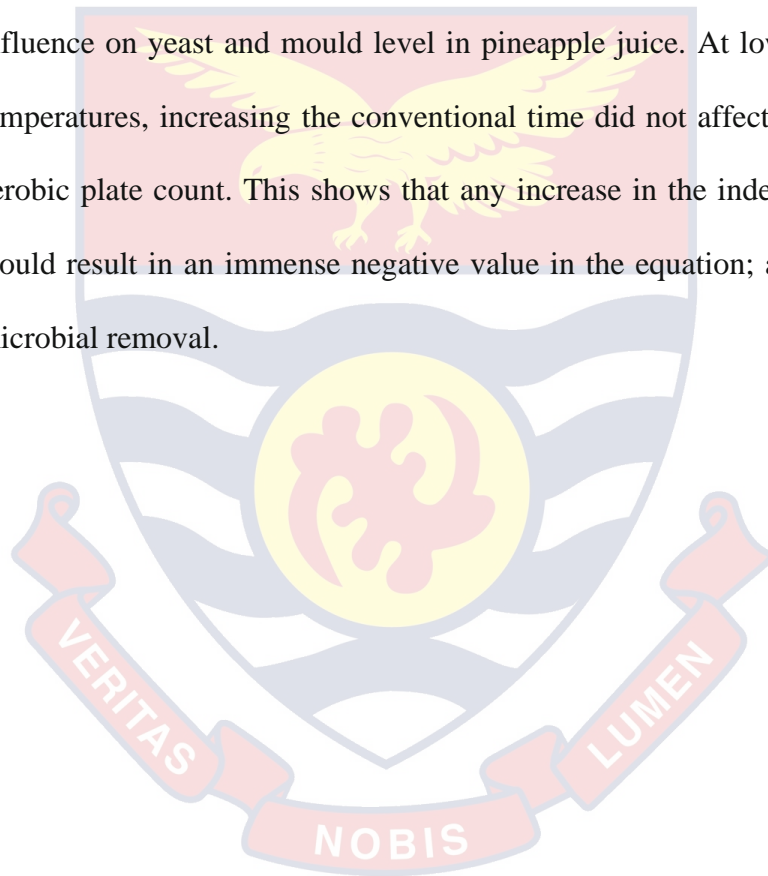 fluence on yeast and mould level in pineapple juice. At lo
mperatures, increasing the conventional time did not affect
erobic plate count. This shows that any increase in the inde
ould result in an immense negative value in the equation; a
icrobial removal.
VERITAS
NOBIS
LUMEN